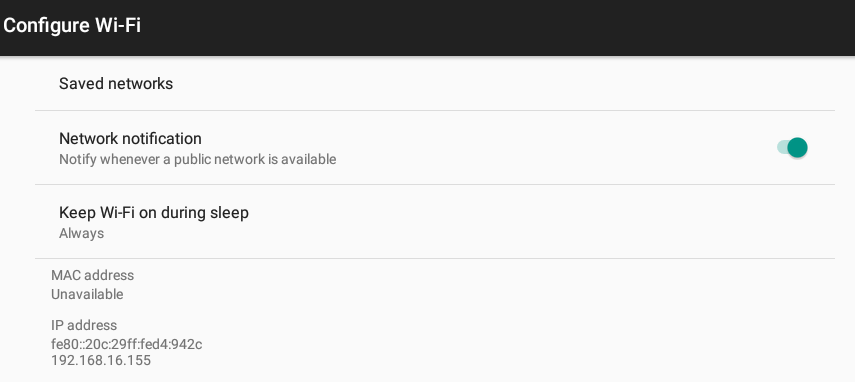 Configure Wi-Fi
Saved networks
Network notification
Notify whenever a public network is available
Keep Wi-Fi on during sleep
Always
MAC address
Unavailable
IP address
fe80::20c:29ff:fed4:942c
192.168.16.155